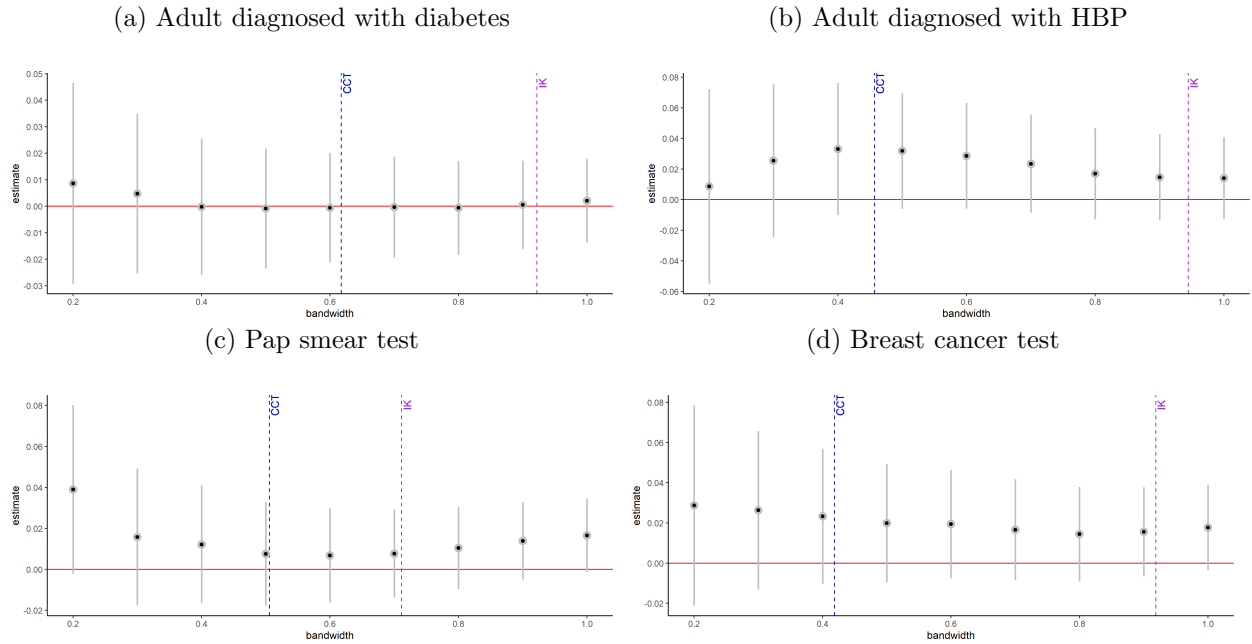 (a) Adult diagnosed with diabetes
(b) Adult diagnosed with HBP
CCT
IK
0.05
0.04
0.03
0.02
0.01
0.00
-0.01
-0.02
-0.03
estimate
0.2
0.4
0.6
0.8
1.0
bandwidth
CCT
IK
0.08
0.06
0.04
0.02
0.00
-0.02
-0.04
-0.06
estimate
0.2
0.4
0.6
0.8
1.0
bandwidth
(c) Pap smear test
(d) Breast cancer test
CCT
IK
0.08
0.06
0.04
0.02
0.00
-0.02
estimate
0.2
0.4
0.6
0.8
1.0
bandwidth
CCT
IK
0.08
0.06
0.04
0.02
0.00
-0.02
estimate
0.2
0.4
0.6
0.8
1.0
bandwidth